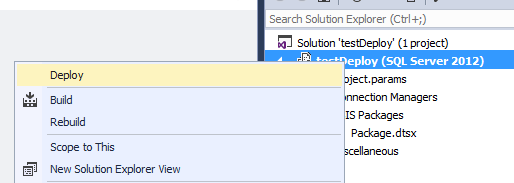 Search Solution Explorer (Ctrl+;)
Solution 'testDeploy' (1 project)
testDeploy (SQL Server 2012)
oject.params
onnection Managers
IS Packages
Package.dtsx
scellaneous
Deploy
Build
Rebuild
Scope to This
New Solution Explorer View